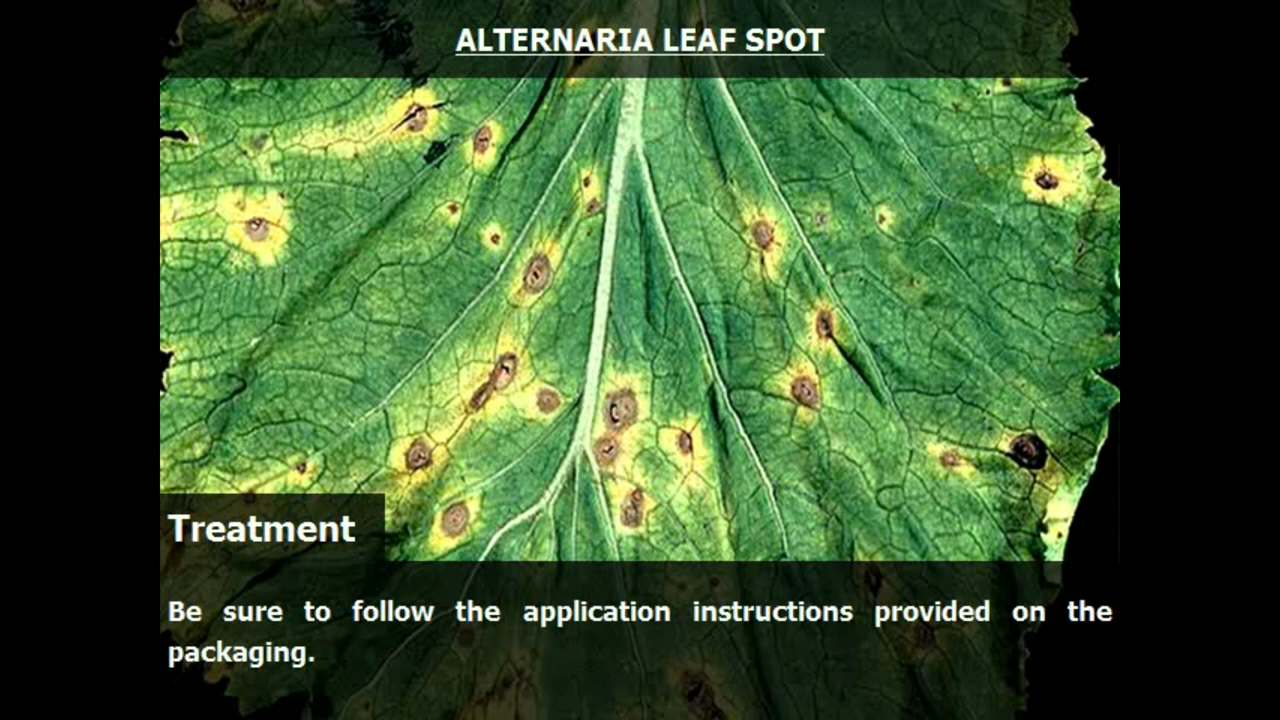 ALTERNARIA LEAF SPOT
Treatment
Be sure to follow the application instructions provided on the
packaging.